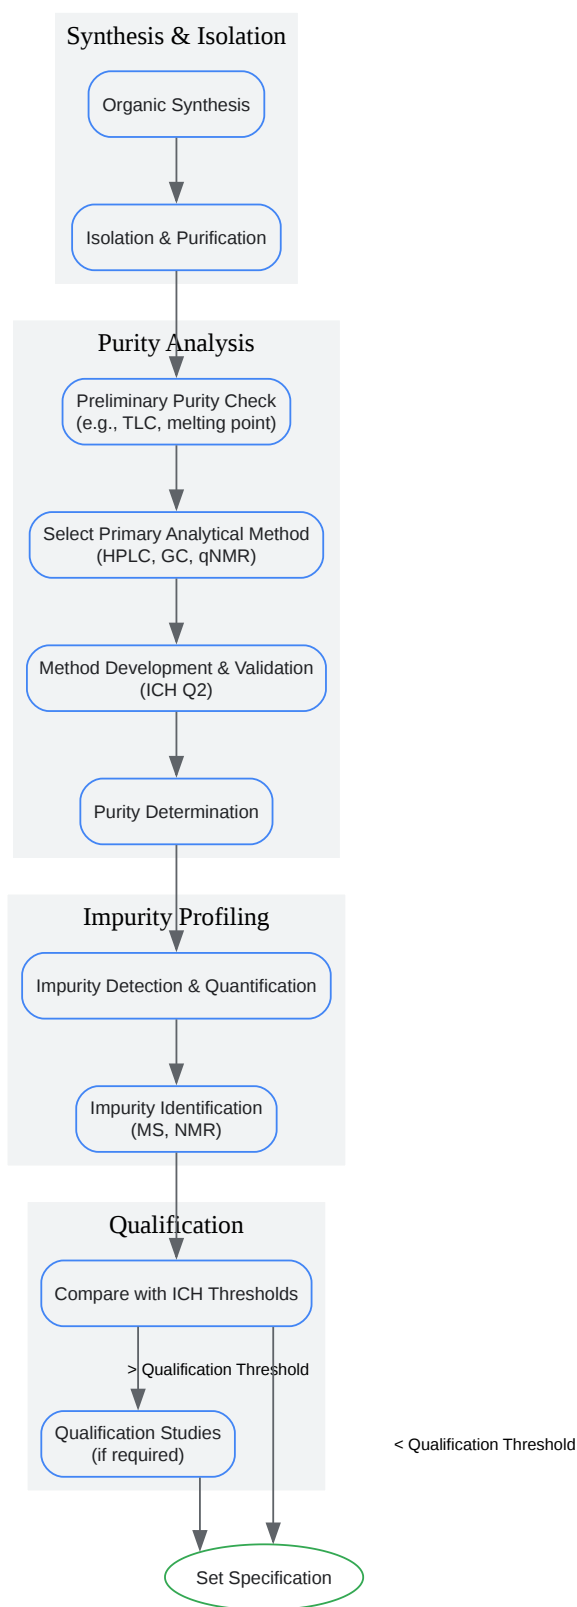 Synthesis & Isolation
Organic Synthesis
Isolation & Purification
Purity Analysis
Preliminary Purity Check
(e.g., TLC, melting point)
Select Primary Analytical Method
(HPLC, GC, qNMR)
Method Development & Validation
(ICH Q2)
Purity Determination
Impurity Profiling
Impurity Detection & Quantification
Impurity Identification
(MS, NMR)
Qualification
Compare with ICH Thresholds
> Qualification Threshold
Qualification Studies
(if required)
< Qualification Threshold
Set Specification